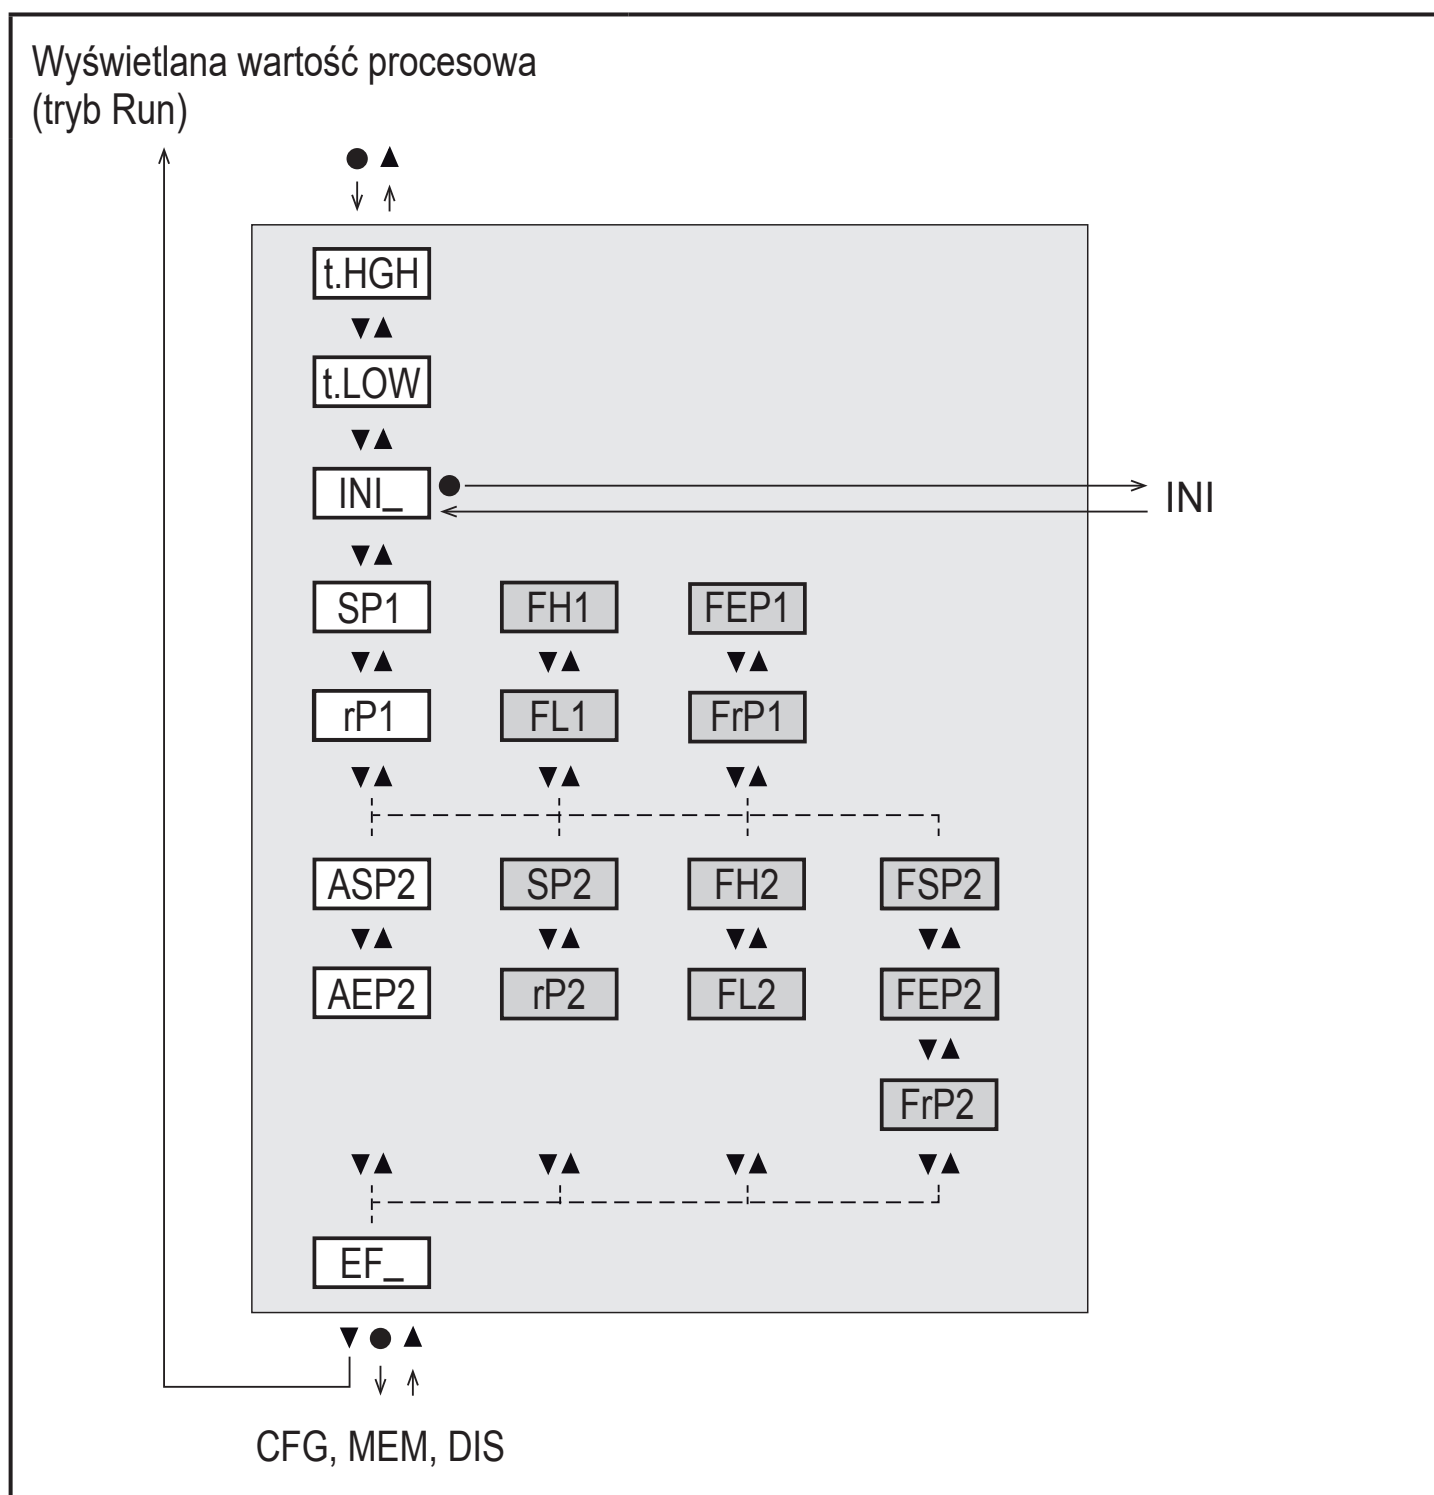 Wyświetlana wartość procesowa
(tryb Run)
t.HGH
t.LOW
INI_
INI
SP1 FH1 FEP1
rP1 FL1 FrP1
ASP2 SP2 FH2 FSP2
AEP2 rP2 FL2 FEP2
FrP2
EF_
CFG, MEM, DIS